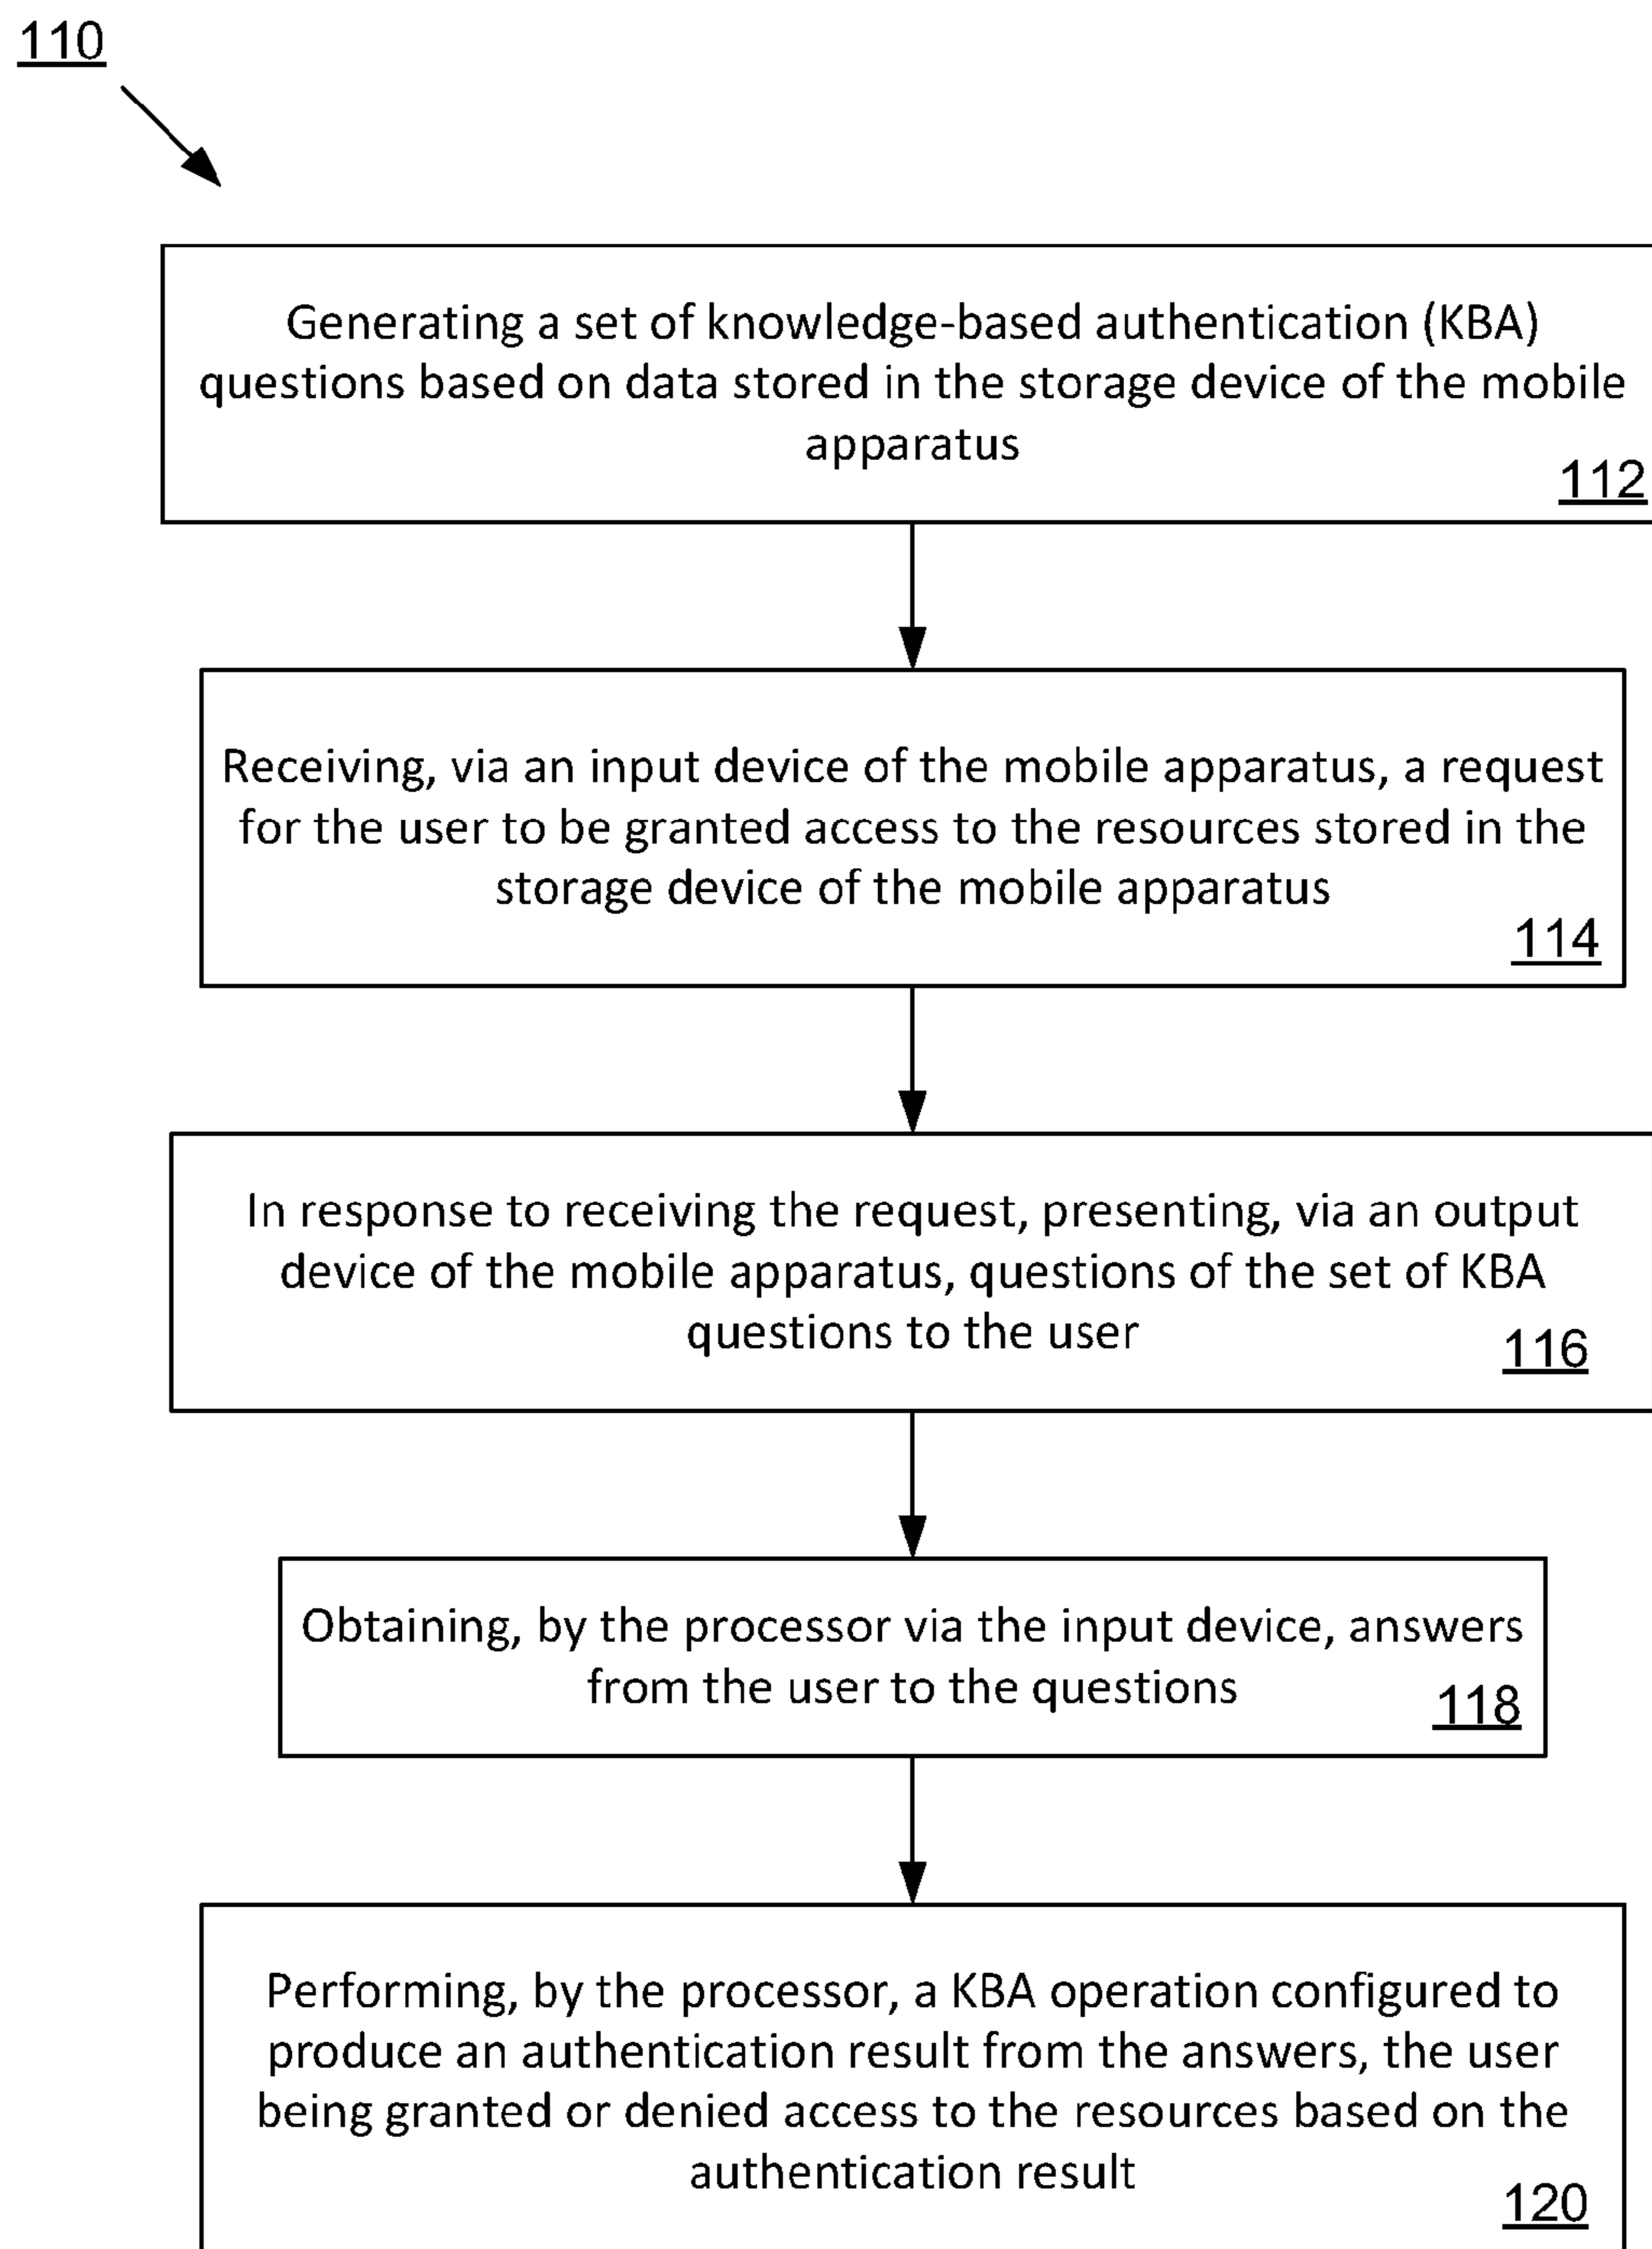 110
Generating a set of knowledge-based authentication (KBA)
questions based on data stored in the storage device of the mobile
apparatus
112
Receiving, via an input device of the mobile apparatus, a request
for the user to be granted access to the resources stored in the
storage device of the mobile apparatus
114
In response to receiving the request, presenting, via an output
device of the mobile apparatus, questions of the set of KBA
questions to the user
116
Obtaining, by the processor via the input device, answers
from the user to the questions
118
Performing, by the processor, a KBA operation configured to
produce an authentication result from the answers, the user
being granted or denied access to the resources based on the
authentication result
120